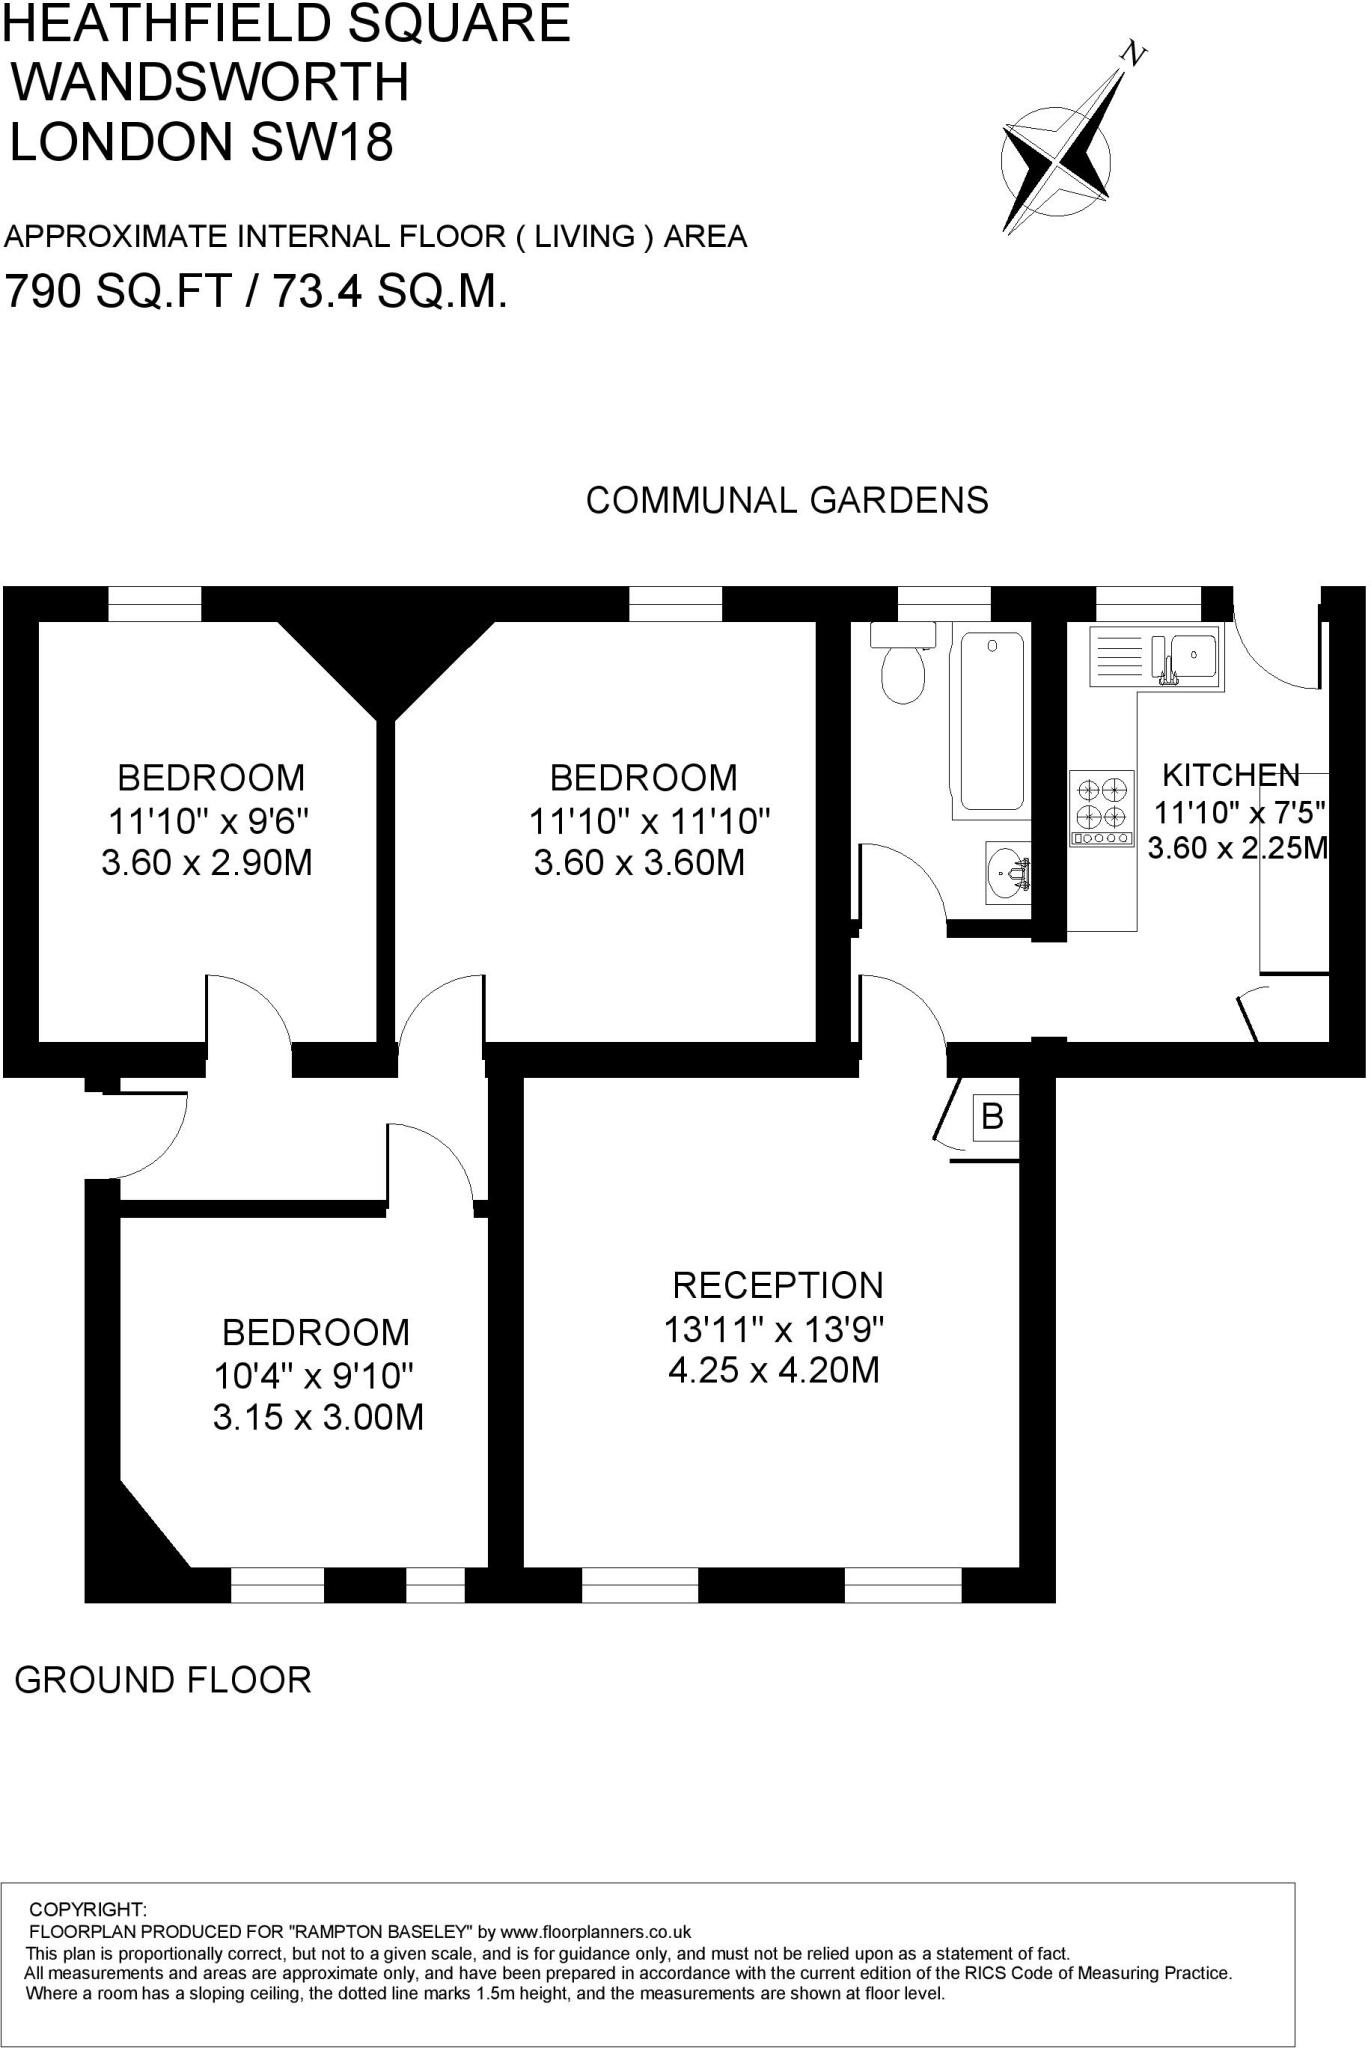 HEATHFIELD SQUARE
WANDSWORTH
LONDON SW18
N
APPROXIMATE INTERNAL FLOOR ( LIVING ) AREA
790 SQ.FT / 73.4 SQ.M.
COMMUNAL GARDENS
BEDROOM
11'10" x 9'6"
3.60 x 2.90M
BEDROOM
11'10" x 11'10"
3.60 x 3.60M
KITCHEN
11'10" x 7'5"
3.60 x 2.25M
B
BEDROOM
10'4" x 9'10"
3.15 x 3.00M
RECEPTION
13'11" x 13'9"
4.25 x 4.20M
GROUND FLOOR
COPYRIGHT:
FLOORPLAN PRODUCED FOR "RAMPTON BASELEY" by www.floorplanners.co.uk
This plan is proportionally correct, but not to a given scale, and is for guidance only, and must not be relied upon as a statement of fact.
All measurements and areas are approximate only, and have been prepared in accordance with the current edition of the RICS Code of Measuring Practice.
Where a room has a sloping ceiling, the dotted line marks 1.5m height, and the measurements are shown at floor level.